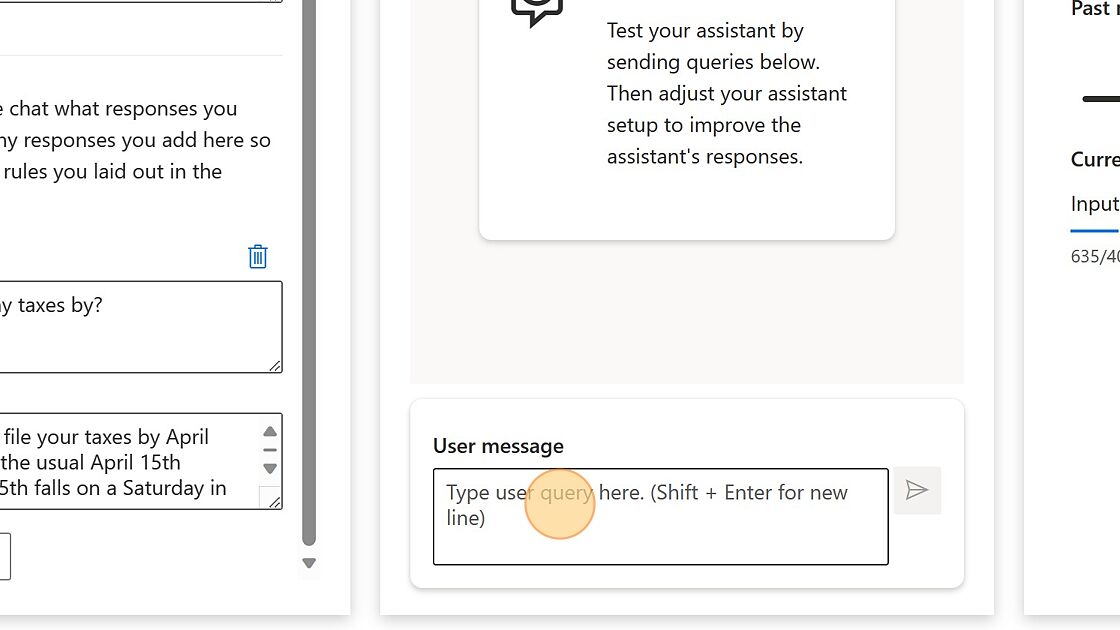 e chat what responses you
ny responses you add here so
rules you laid out in the
y taxes by?
file your taxes by April
the usual April 15th
5th falls on a Saturday in
Test your assistant by
sending queries below.
Then adjust your assistant
setup to improve the
assistant's responses.
User message
Type user query here. (Shift + Enter for new
line)
Past
Curre
Input
635/40